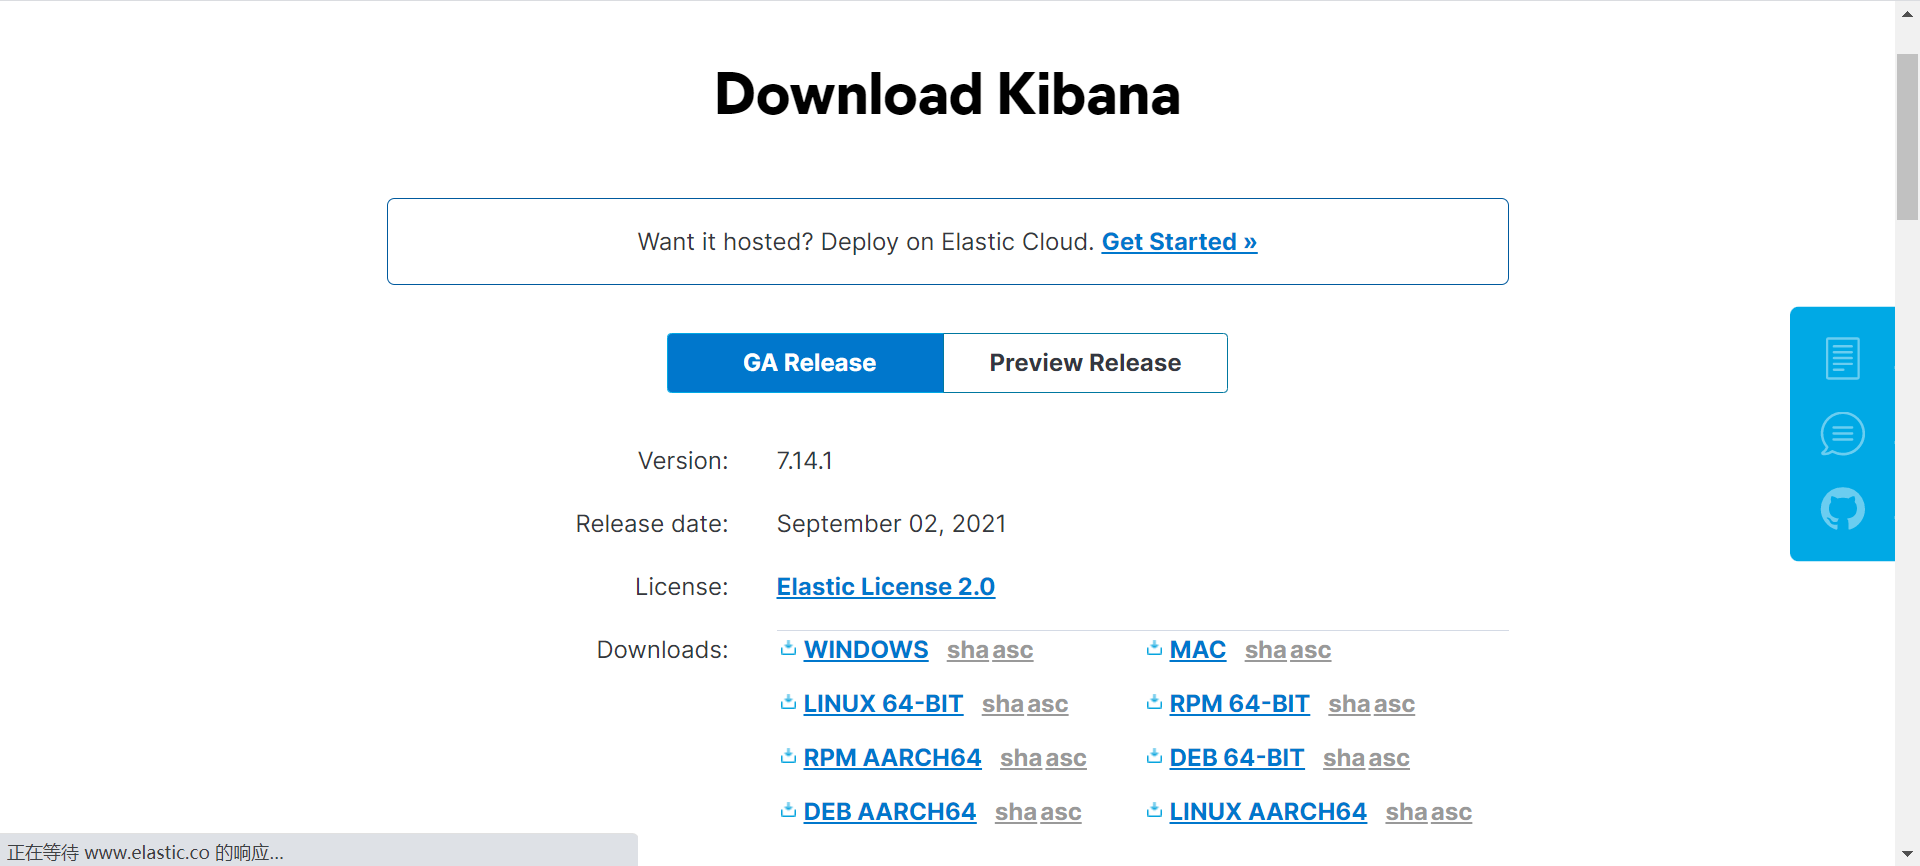 Download Kibana
Want it hosted? Deploy on Elastic Cloud. Get Started »
GA Release Preview Release
Version: 7.14.1
Release date: September 02, 2021
License: Elastic License 2.0
Downloads: WINDOWS sha asc MAC sha asc
LINUX 64-BIT sha asc RPM 64-BIT sha asc
RPM AARCH64 sha asc DEB 64-BIT sha asc
DEB AARCH64 sha asc LINUX AARCH64 sha asc
正在等待 www.elastic.co 的响应...